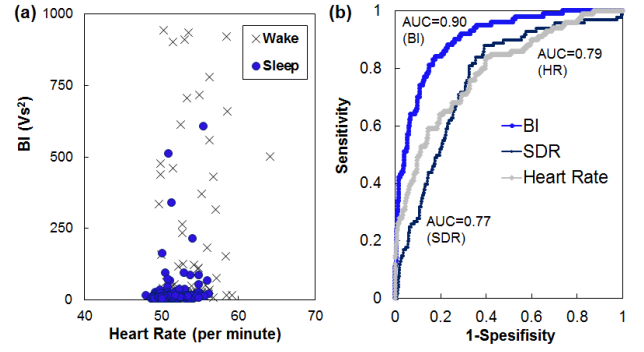 (a)
1000
750
500
250
0
BI (Vs²)
40
50
60
70
Heart Rate (per minute)
Wake
Sleep
(b)
1
0.8
0.6
0.4
0.2
0
Sensitivity
AUC=0.90
(BI)
AUC=0.79
(HR)
BI
SDR
Heart Rate
AUC=0.77
(SDR)
0
0.2
0.4
0.6
0.8
1
1-Spesifisity